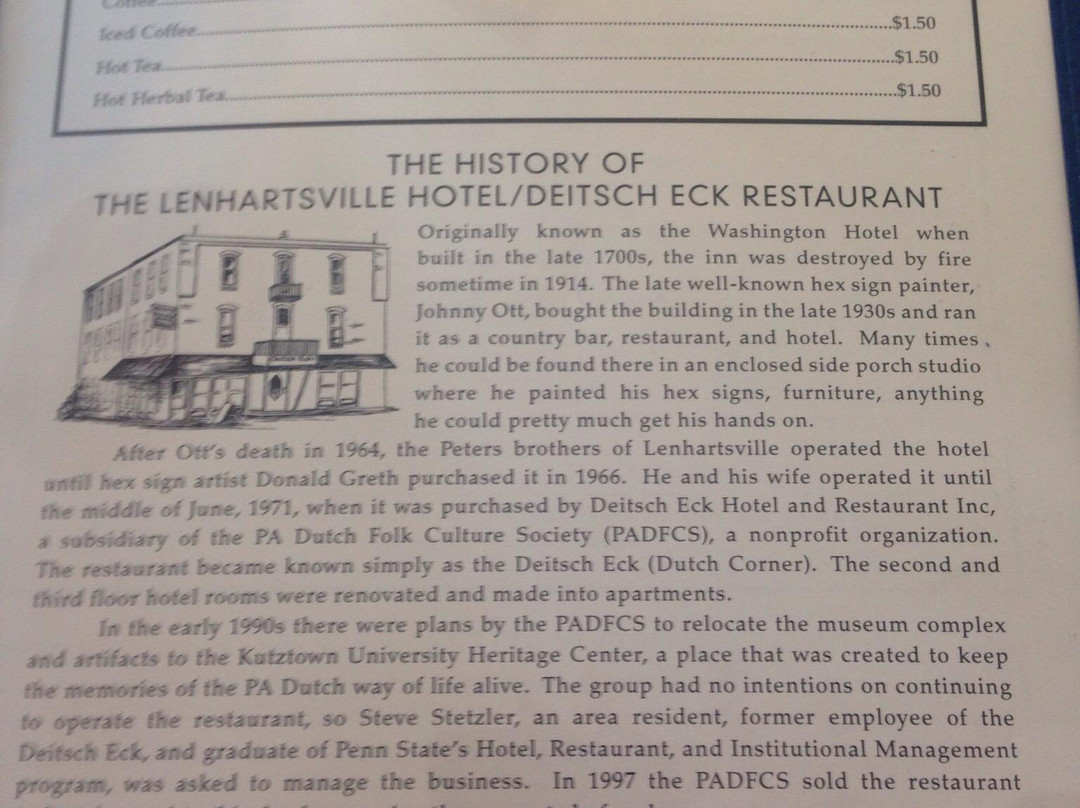 Coffee
Iced Coffee....$1.50
Hot Tea....$1.50
Hot Herbal Tea....$1.50
THE HISTORY OF
THE LENHARTSVILLE HOTEL/DEITSCH ECK RESTAURANT
Originally known as the Washington Hotel when
built in the late 1700s, the inn was destroyed by fire
sometime in 1914. The late well-known hex sign painter,
Johnny Ott, bought the building in the late 1930s and ran
it as a country bar, restaurant, and hotel. Many times
he could be found there in an enclosed side porch studio
where he painted his hex signs, furniture, anything
he could pretty much get his hands on.
After Ott's death in 1964, the Peters brothers of Lenhartsville operated the hotel
until hex sign artist Donald Greth purchased it in 1966. He and his wife operated it until
the middle of June, 1971, when it was purchased by Deitsch Eck Hotel and Restaurant Inc,
a subsidiary of the PA Dutch Folk Culture Society (PADFCS), a nonprofit organization.
The restaurant became known simply as the Deitsch Eck (Dutch Corner). The second and
third floor hotel rooms were renovated and made into apartments.
In the early 1990s there were plans by the PADFCS to relocate the museum complex
and artifacts to the Kutztown University Heritage Center, a place that was created to keep
the memories of the PA Dutch way of life alive. The group had no intentions on continuing
to operate the restaurant, so Steve Stetzler, an area resident, former employee of the
Deitsch Eck, and graduate of Penn State's Hotel, Restaurant, and Institutional Management
program, was asked to manage the business. In 1997 the PADFCS sold the restaurant